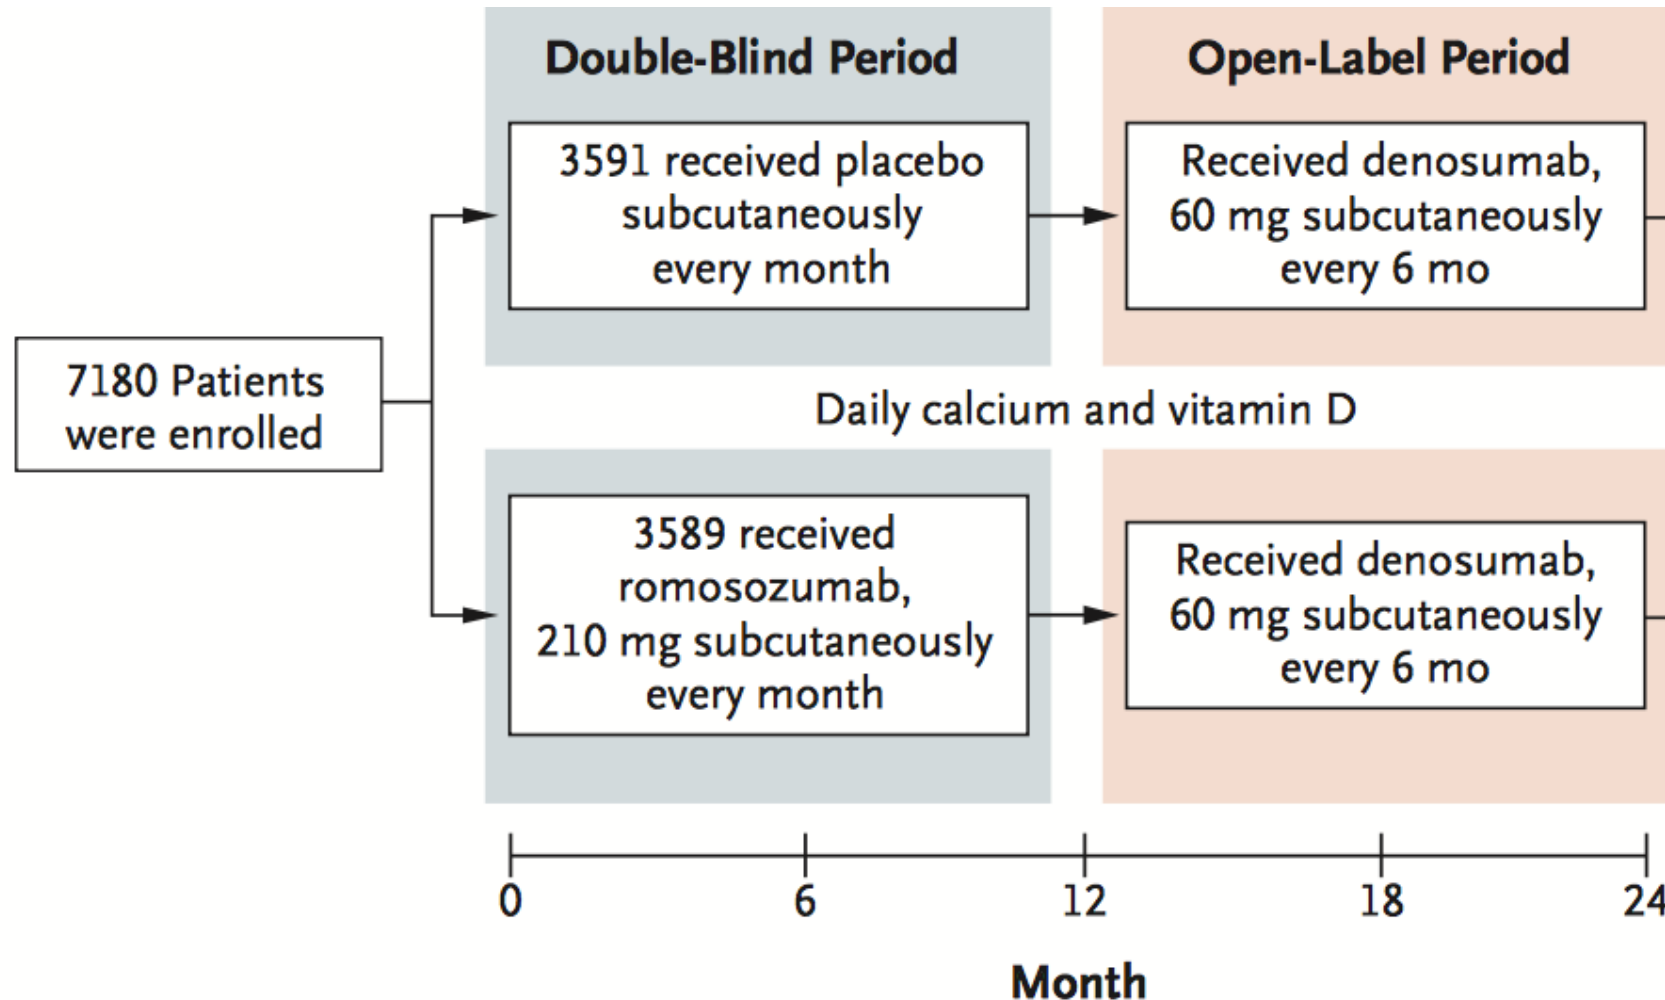 Double-Blind Period
Open-Label Period
3591 received placebo
subcutaneously
every month
Received denosumab,
60 mg subcutaneously
every 6 mo
7180 Patients
were enrolled
Daily calcium and vitamin D
3589 received
romosozumab,
210 mg subcutaneously
every month
Received denosumab,
60 mg subcutaneously
every 6 mo
0 6 12 18 24
Month